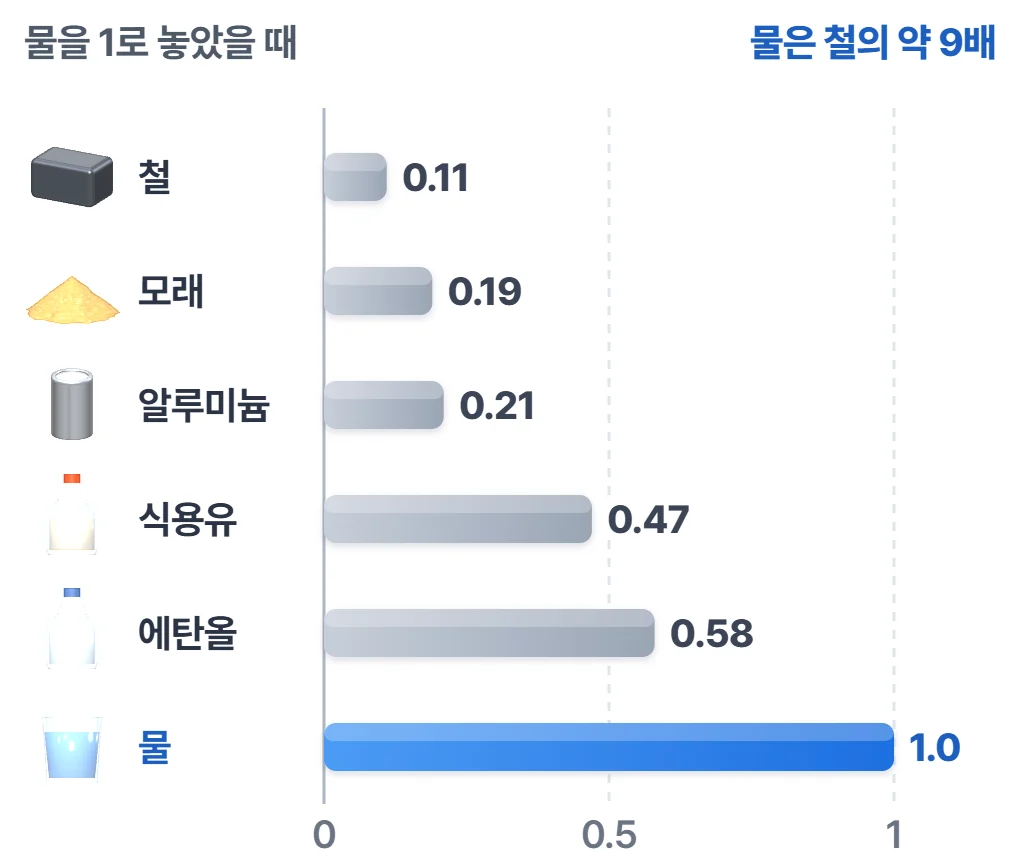 물을 1로 놓았을 때
물은 철의 약 9배
철 0.11
모래 0.19
알루미늄 0.21
식용유 0.47
에탄올 0.58
물 1.0
0 0.5 1